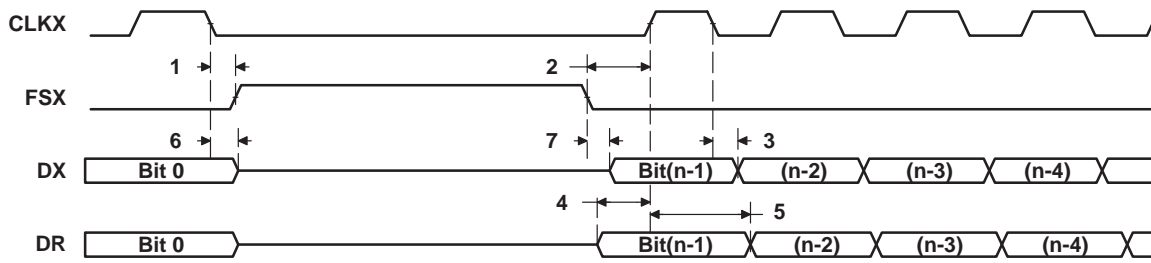 CLKX
1 2
FSX
6 7 3
DX Bit 0 Bit(n-1) (n-2) (n-3) (n-4)
4 5
DR Bit 0 Bit(n-1) (n-2) (n-3) (n-4)